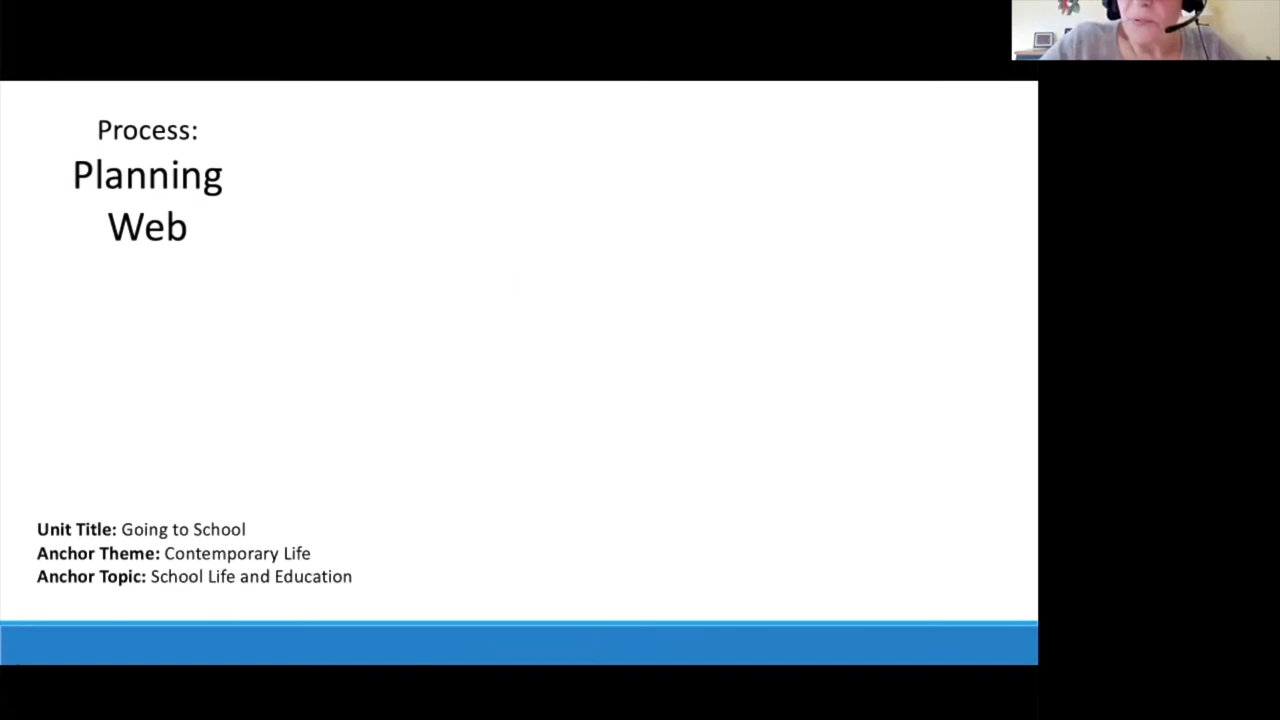 Process:
Planning
Web
Unit Title: Going to School
Anchor Theme: Contemporary Life
Anchor Topic: School Life and Education